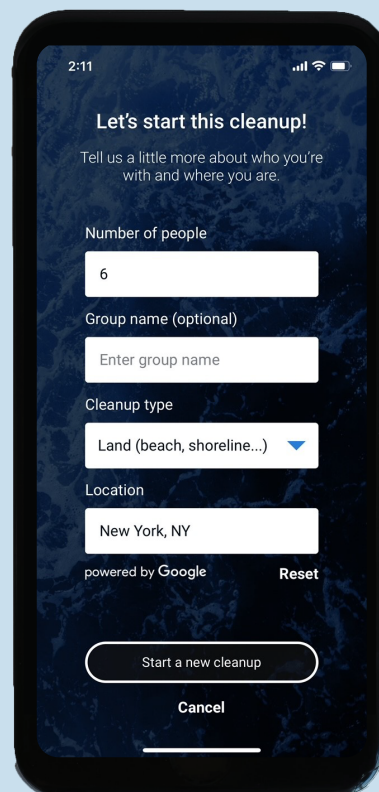 2:11
Let's start this cleanup!
Tell us a little more about who you're
with and where you are.
Number of people
6
Group name (optional)
Enter group name
Cleanup type
Land (beach, shoreline...)
Location
New York, NY
powered by Google
Reset
Start a new cleanup
Cancel